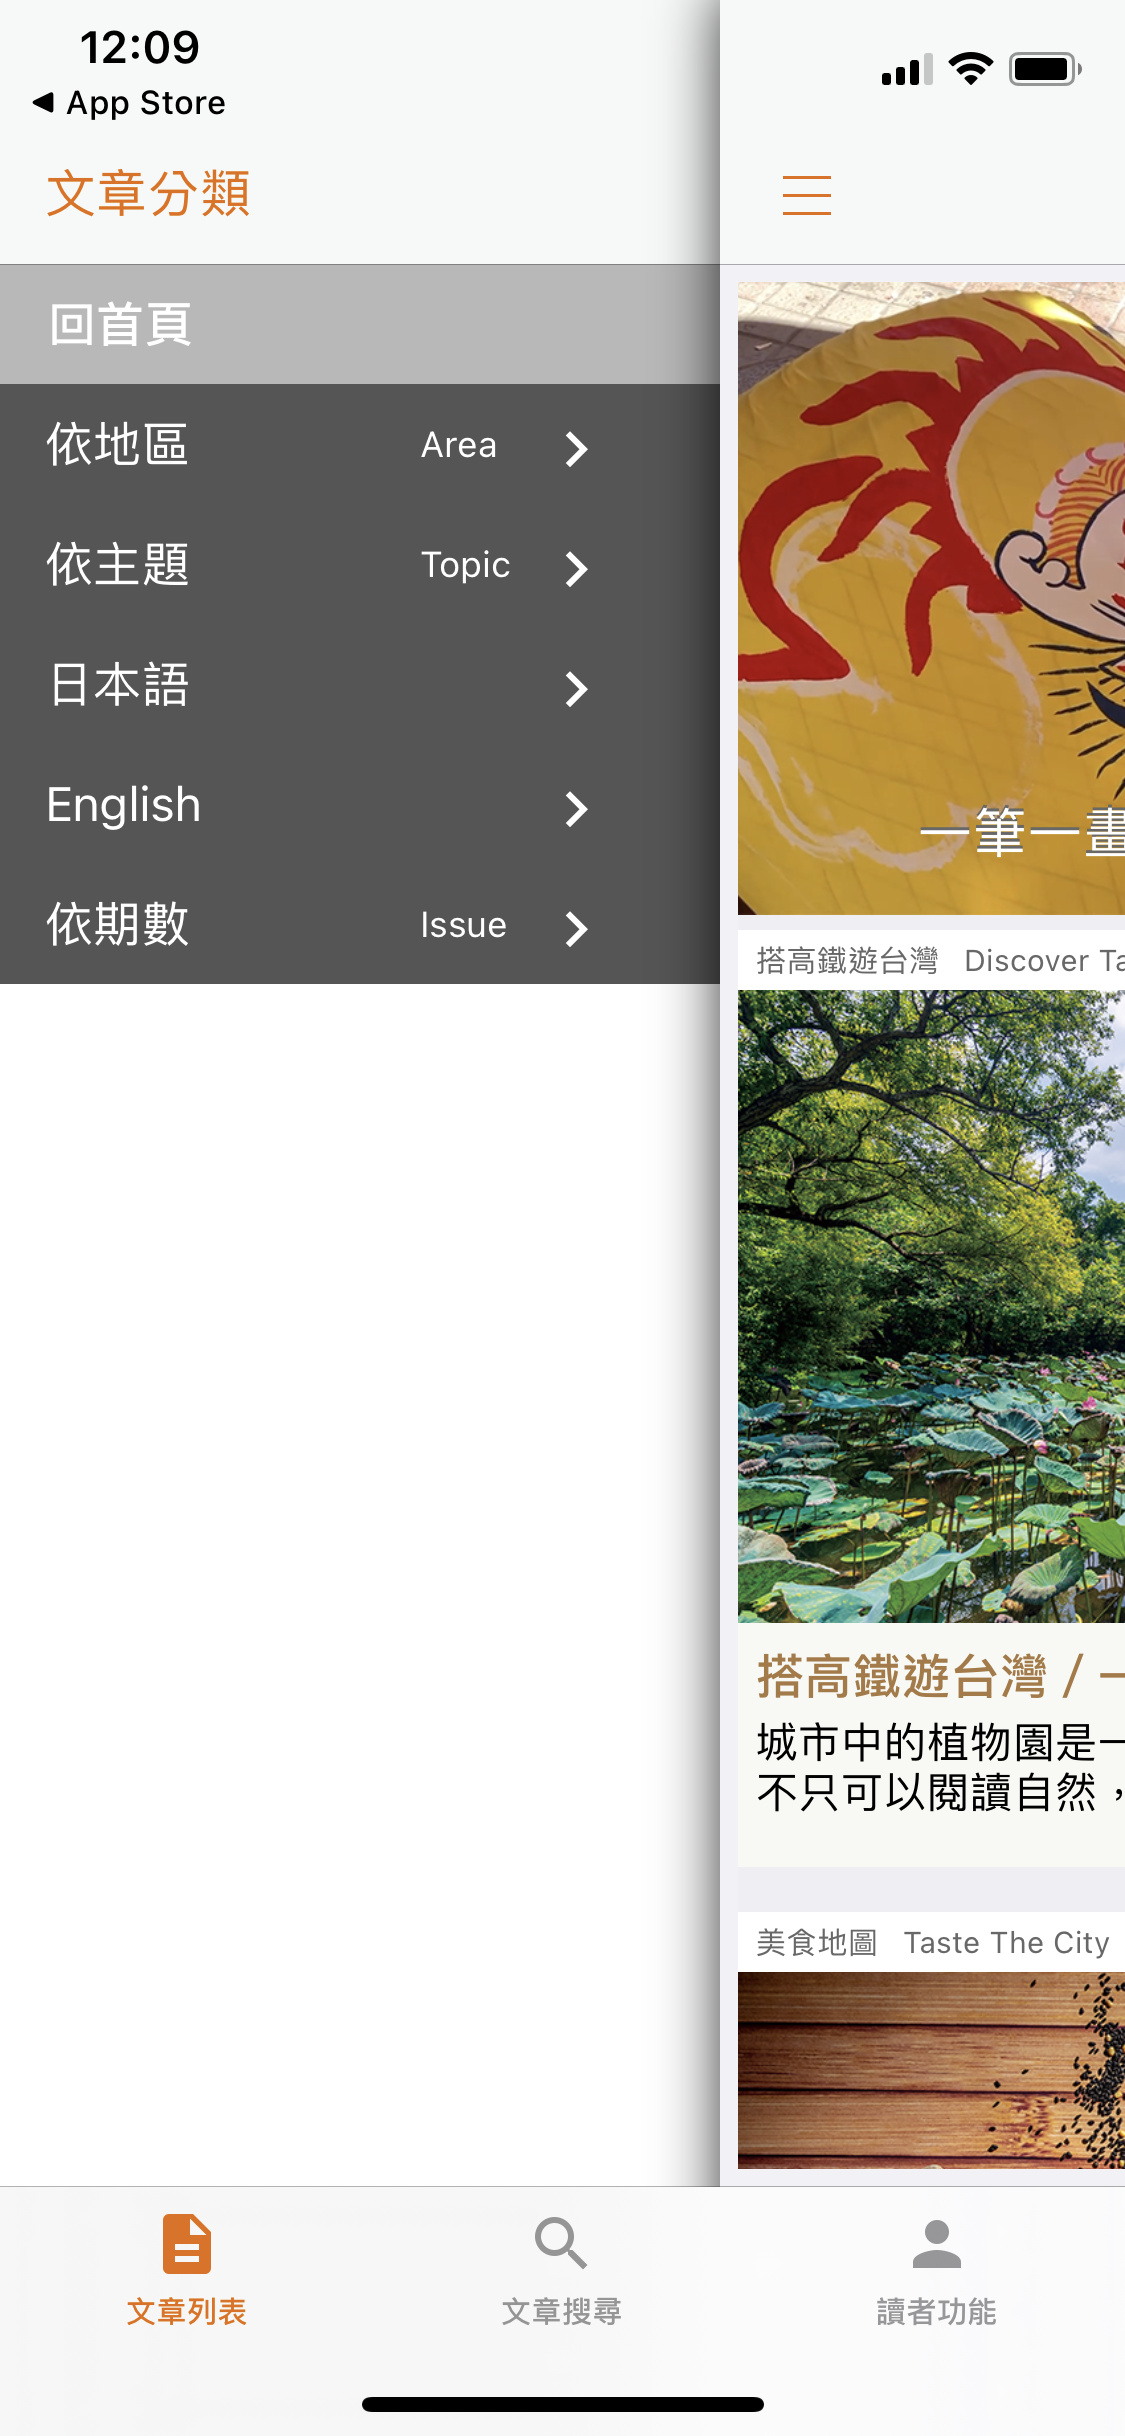 12:09
◀ App Store
文章分類
回首頁
依地區 Area
依主題 Topic
日本語
English
依期數 Issue
一筆一畫
搭高鐵遊台灣 Discover Ta
搭高鐵遊台灣 / 一
城市中的植物園是一
不只可以閱讀自然，
美食地圖 Taste The City
文章列表
文章搜尋
讀者功能